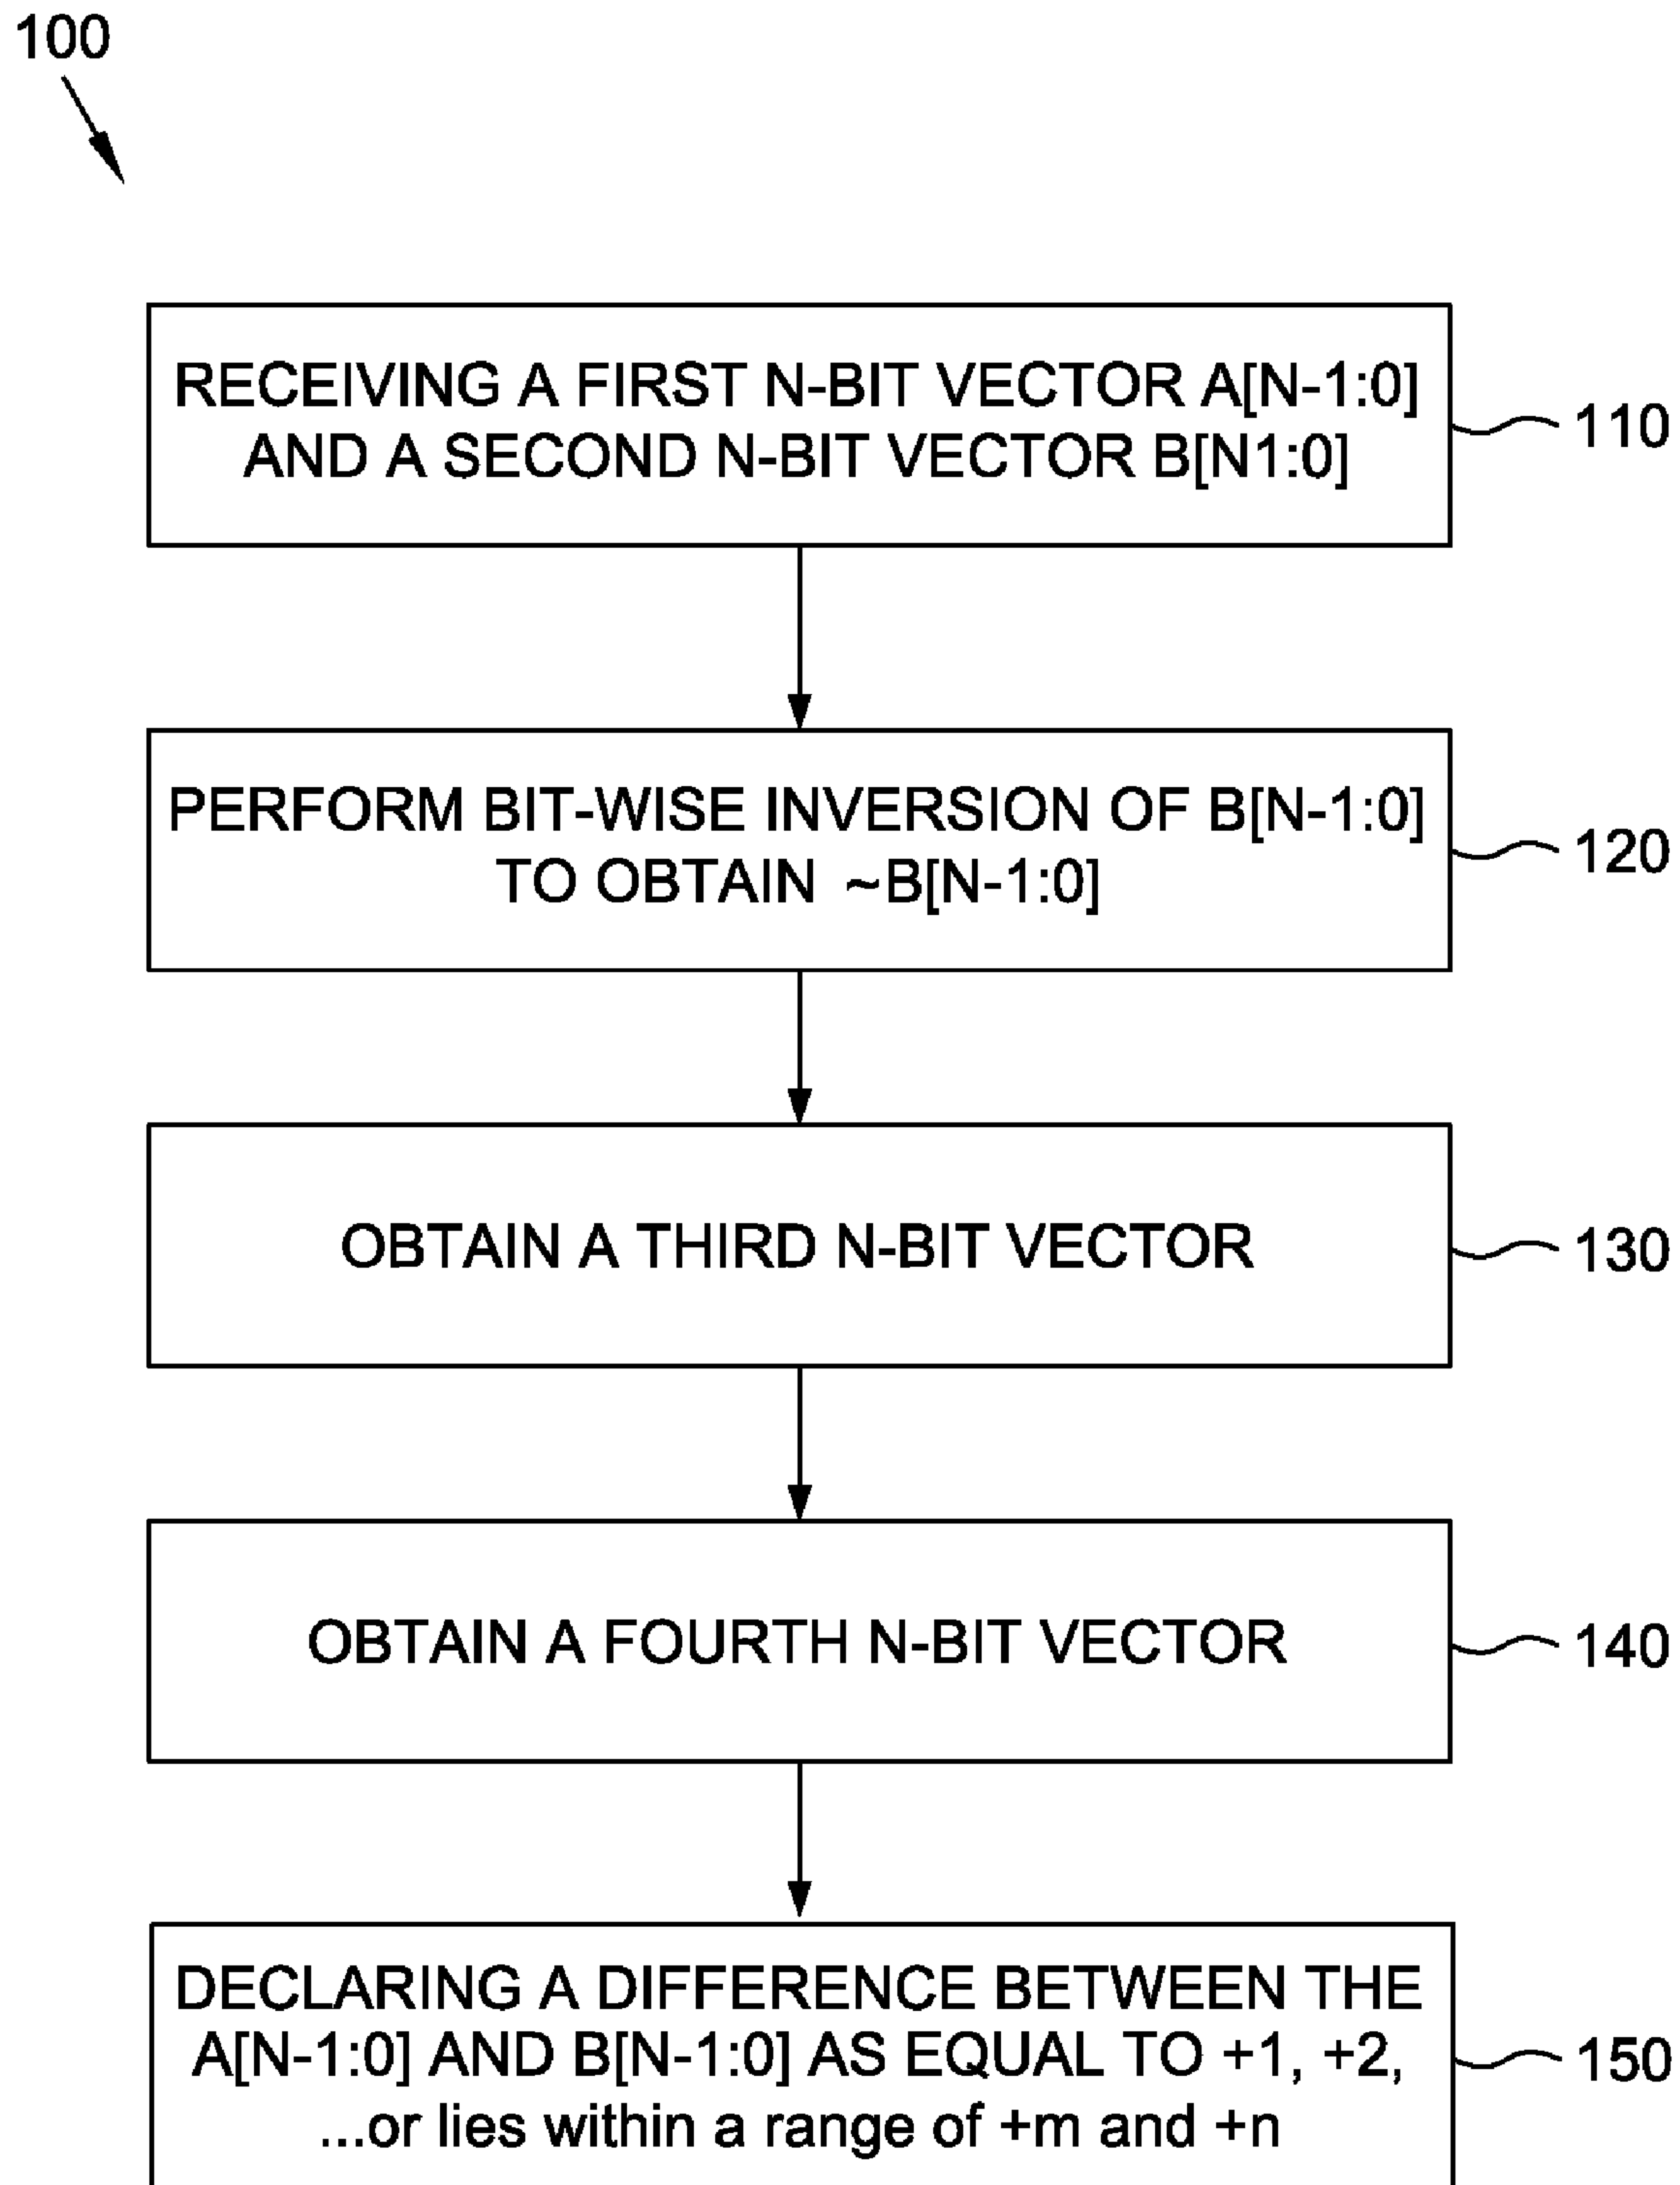 100
RECEIVING A FIRST N-BIT VECTOR A[N-1:0]
AND A SECOND N-BIT VECTOR B[N1:0]
110
PERFORM BIT-WISE INVERSION OF B[N-1:0]
TO OBTAIN ~B[N-1:0]
120
OBTAIN A THIRD N-BIT VECTOR
130
OBTAIN A FOURTH N-BIT VECTOR
140
DECLARING A DIFFERENCE BETWEEN THE
A[N-1:0] AND B[N-1:0] AS EQUAL TO +1, +2,
...or lies within a range of +m and +n
150